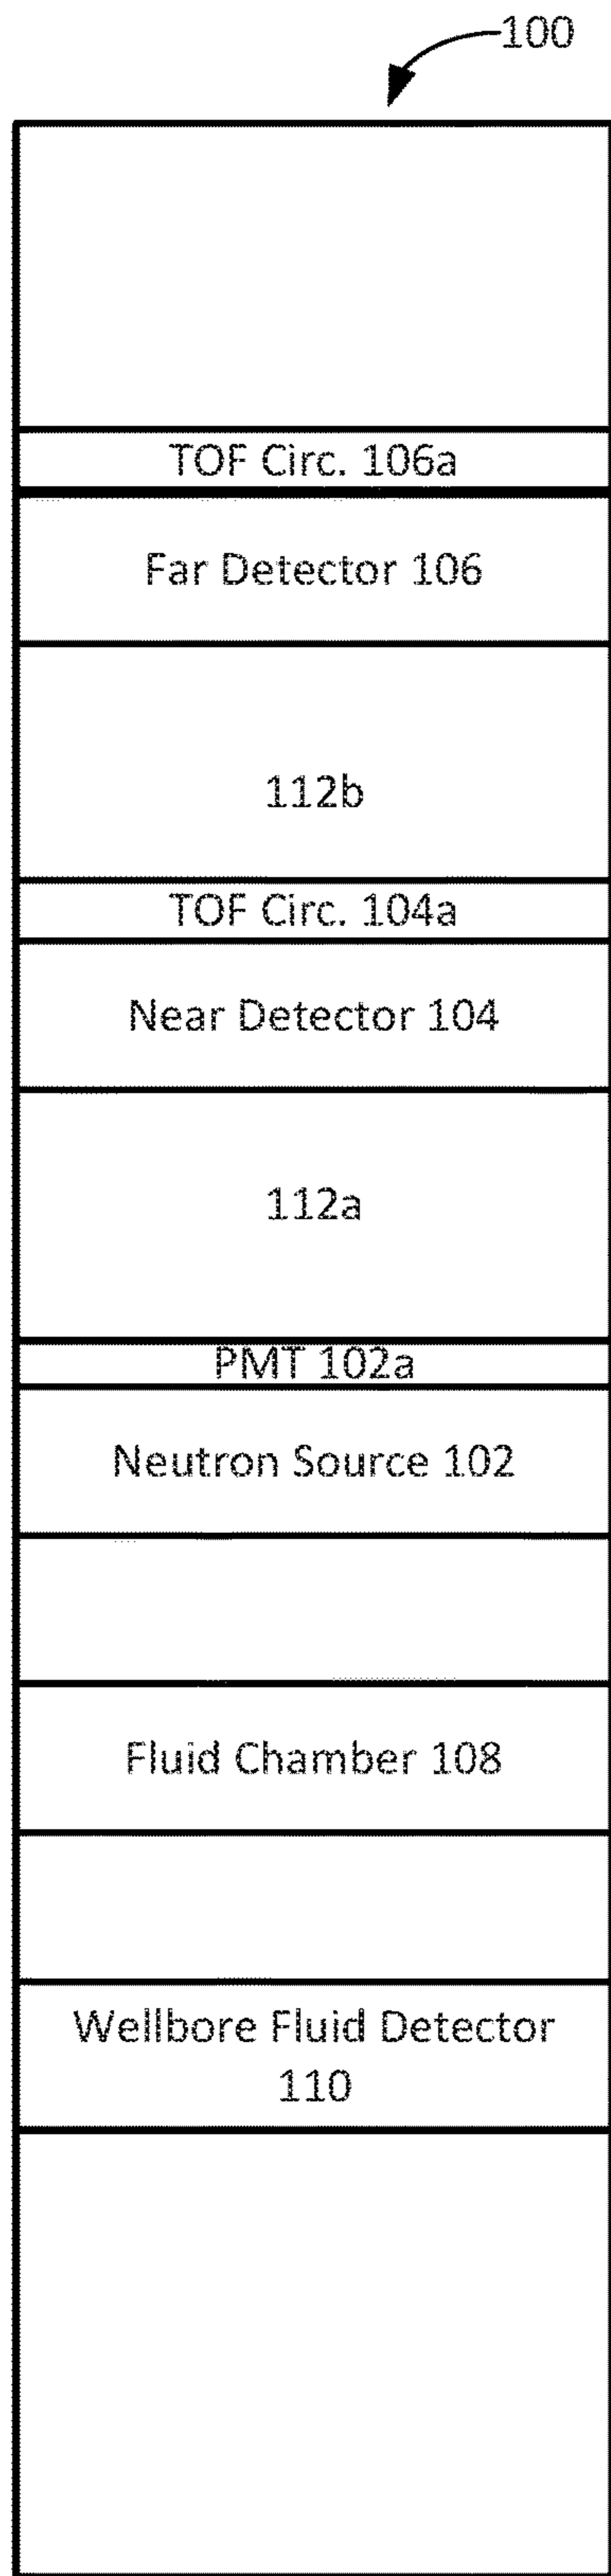 100
TOF Circ. 106a
Far Detector 106
112b
TOF Circ. 104a
Near Detector 104
112a
PMT 102a
Neutron Source 102
Fluid Chamber 108
Wellbore Fluid Detector
110